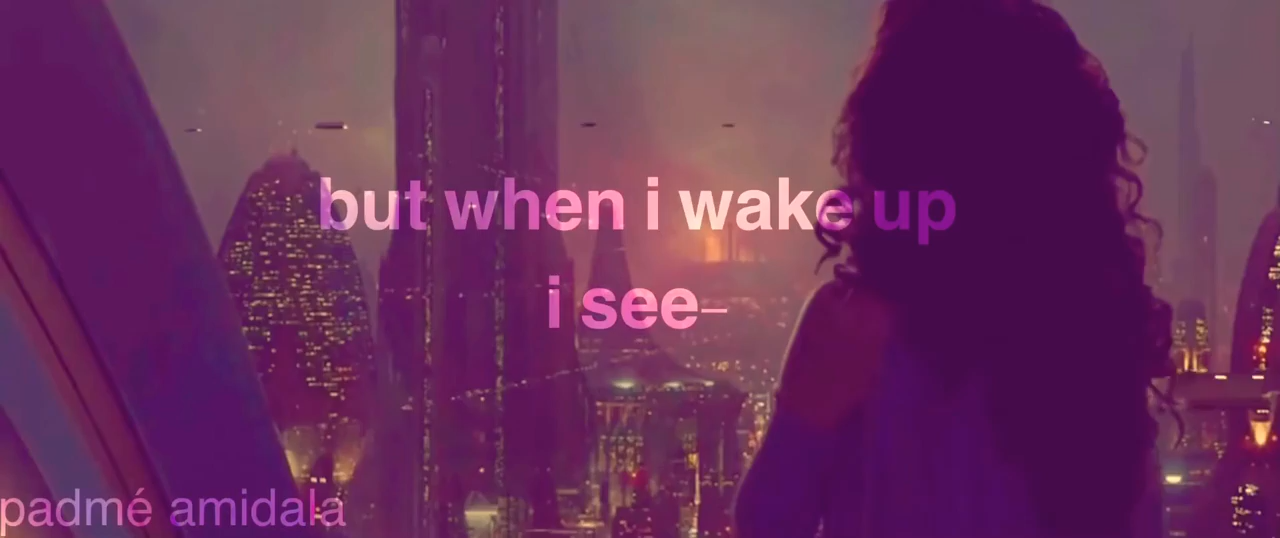 but when i wake up
i see–
padmé amidala